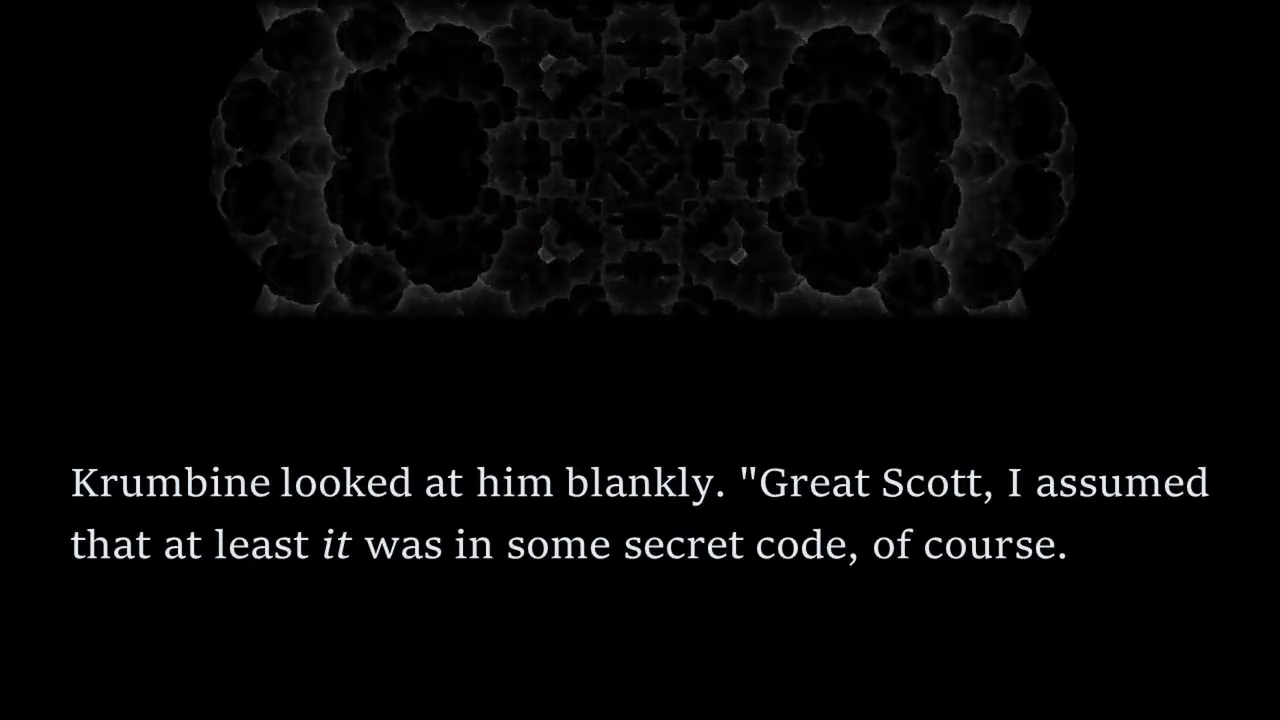 Krumbine looked at him blankly. "Great Scott, I assumed
that at least it was in some secret code, of course.